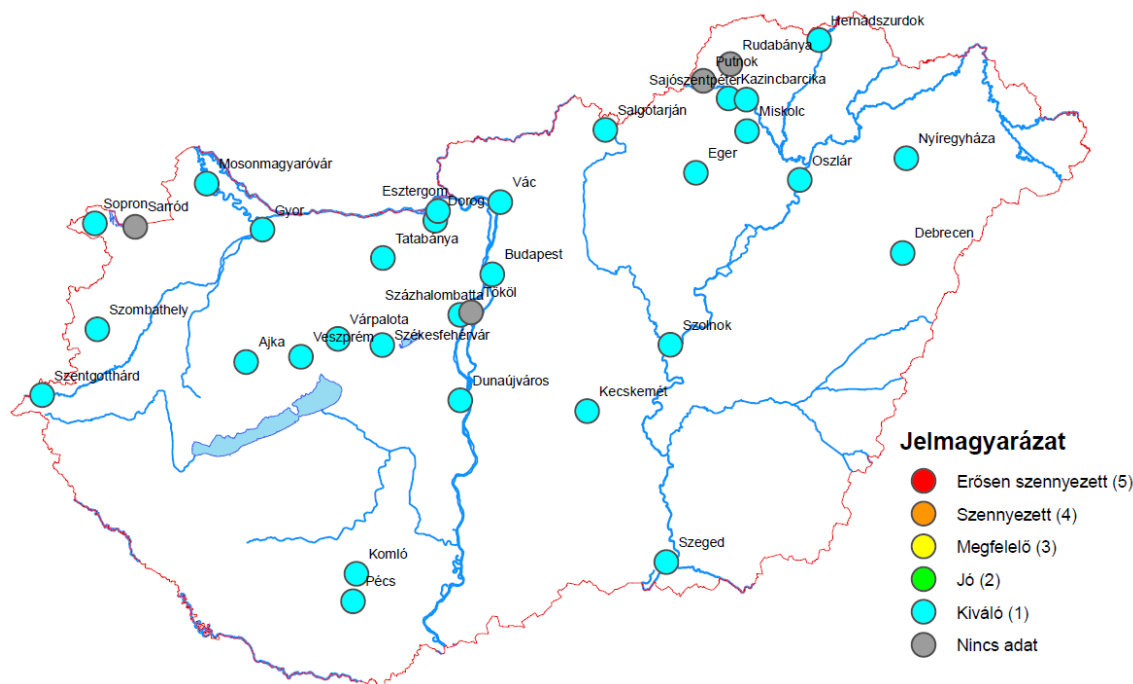 Hernádszurdok
Rudabánya
Putnok
Sajószentpéter
Kazincbarcika
Salgótarján
Miskolc
Nyíregyháza
Mosonmagyaróvár
Eger
Oszlár
Vác
Esztergom
Dorog
Sopron
Sarród
Gyor
Tatabánya
Debrecen
Budapest
Százhalombatta
Tököl
Szombathely
Várpalota
Székesfehérvár
Veszprém
Ajka
Szolnok
Szentgotthárd
Dunaújváros
Kecskemét
Jelmagyarázat
Erősen szennyezett (5)
Szennyezett (4)
Megfelelő (3)
Jó (2)
Kiváló (1)
Nincs adat
Szeged
Komló
Pécs